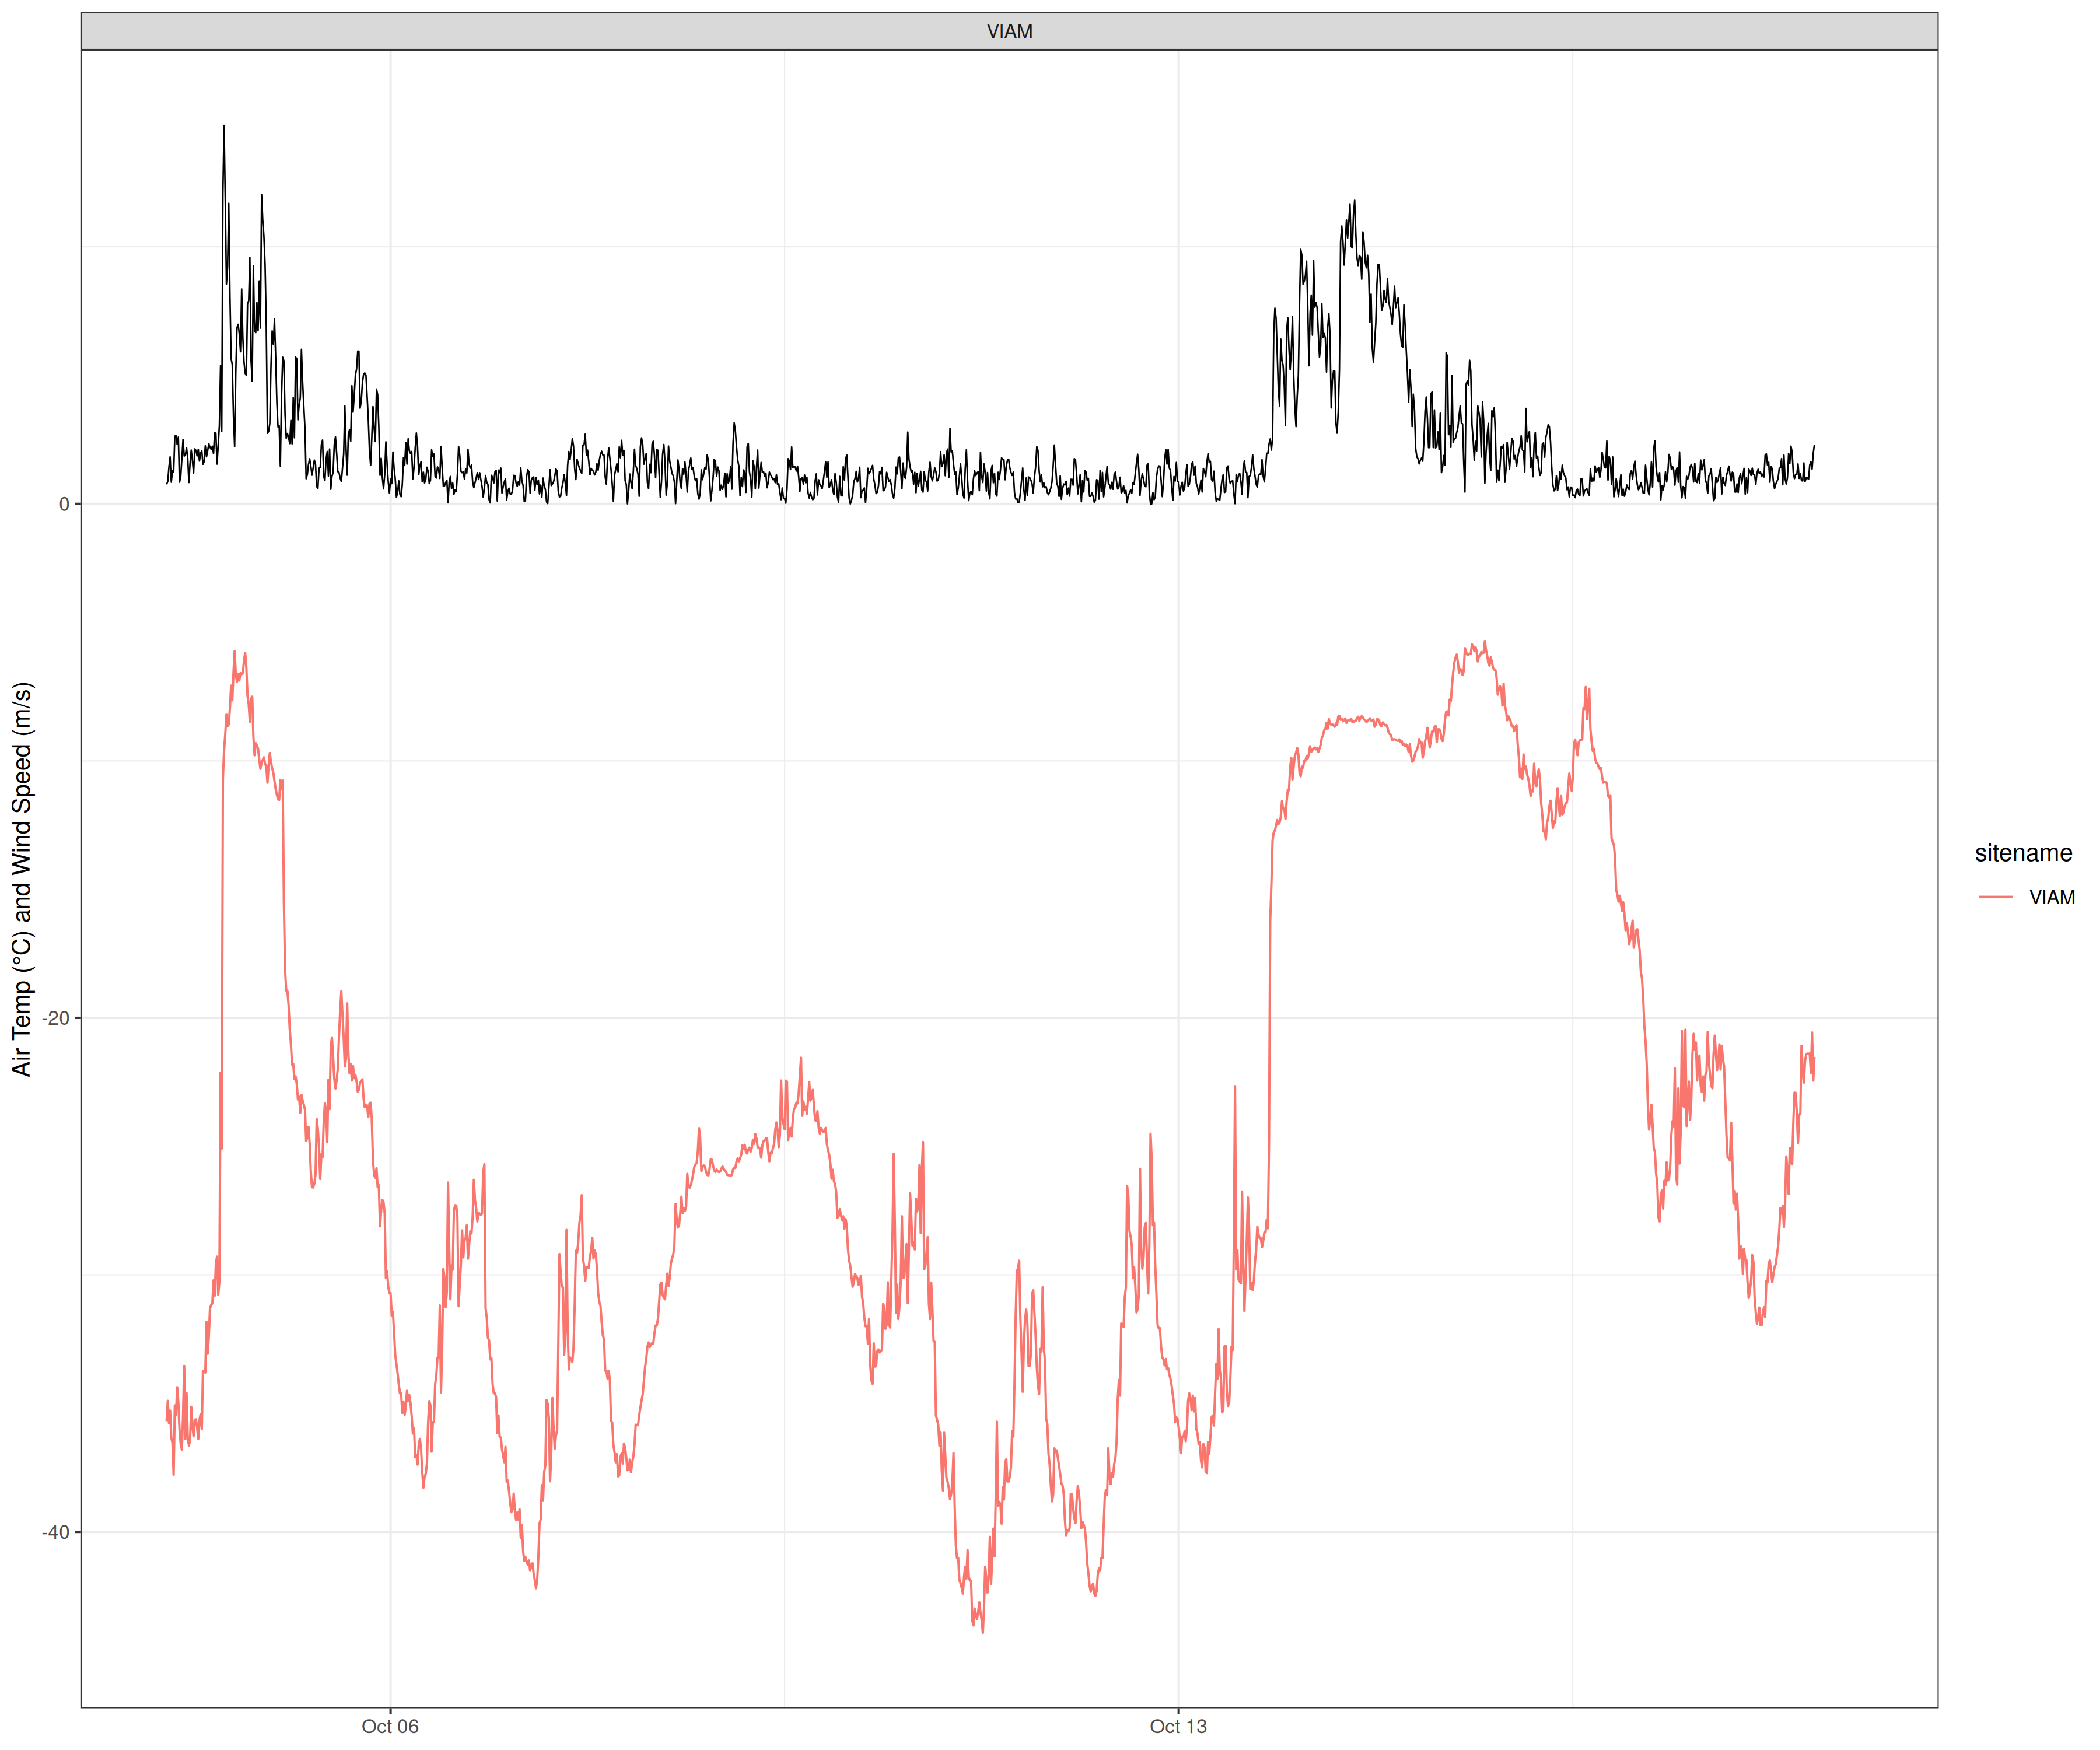 VIAM
Air Temp (°C) and Wind Speed (m/s)
0
-20
-40
Oct 06
Oct 13
sitename
VIAM